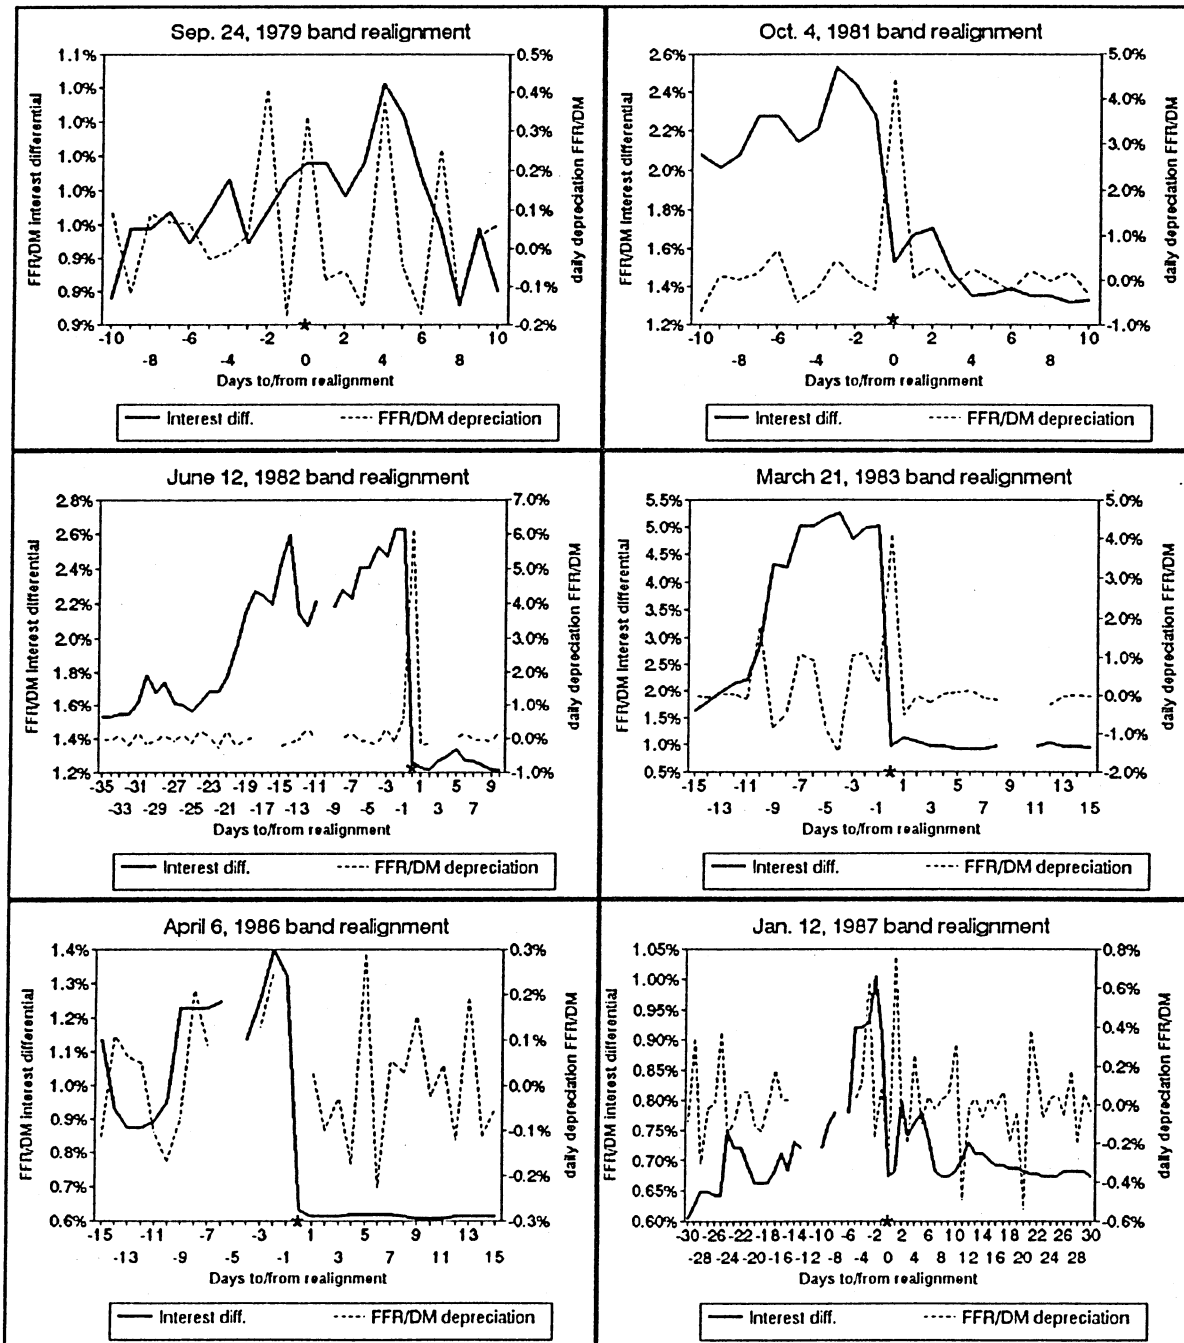 Sep. 24, 1979 band realignment
FFR/DM Interest differential
1.1%
1.0%
1.0%
1.0%
1.0%
1.0%
0.9%
0.9%
0.9%
0.5%
0.4%
0.3%
0.2%
0.1%
0.0%
-0.1%
-0.2%
daily depreciation FFR/DM
-10 -6 -2 2 6 10
-8 -4 0 4 8
Days to/from realignment
Interest diff. FFR/DM depreciation
Oct. 4, 1981 band realignment
FFR/DM Interest differential
2.6%
2.4%
2.2%
2.0%
1.8%
1.6%
1.4%
1.2%
5.0%
4.0%
3.0%
2.0%
1.0%
0.0%
-1.0%
daily depreciation FFR/DM
-10 -6 -2 2 6 10
-8 -4 0 4 8
Days to/from realignment
Interest diff. FFR/DM depreciation
June 12, 1982 band realignment
FFR/DM Interest differential
2.8%
2.6%
2.4%
2.2%
2.0%
1.8%
1.6%
1.4%
1.2%
7.0%
6.0%
5.0%
4.0%
3.0%
2.0%
1.0%
0.0%
-1.0%
daily depreciation FFR/DM
-35 -31 -27 -23 -19 -15 -11 -7 -3 1 5 9
-33 -29 -25 -21 -17 -13 -9 -5 -1 3 7
Days to/from realignment
Interest diff. FFR/DM depreciation
March 21, 1983 band realignment
FFR/DM Interest differential
5.5%
5.0%
4.5%
4.0%
3.5%
3.0%
2.5%
2.0%
1.5%
1.0%
0.5%
5.0%
4.0%
3.0%
2.0%
1.0%
0.0%
-1.0%
-2.0%
daily depreciation FFR/DM
-15 -11 -7 -3 1 5 8 12
-13 -9 -5 -1 3 7 11 15
Days to/from realignment
Interest diff. FFR/DM depreciation
April 6, 1986 band realignment
FFR/DM Interest differential
1.4%
1.3%
1.2%
1.1%
1.0%
0.9%
0.8%
0.7%
0.6%
0.3%
0.2%
0.1%
0.0%
-0.1%
-0.2%
-0.3%
daily depreciation FFR/DM
-15 -11 -7 -3 1 5 9 13
-13 -9 -5 -1 3 7 11 15
Days to/from realignment
Interest diff. FFR/DM depreciation
Jan. 12, 1987 band realignment
FFR/DM Interest differential
1.05%
1.00%
0.95%
0.90%
0.85%
0.80%
0.75%
0.70%
0.65%
0.60%
0.8%
0.6%
0.4%
0.2%
0.0%
-0.2%
-0.4%
-0.6%
daily depreciation FFR/DM
-30 -26 -22 -18 -14 -10 -6 -2 2 6 10 14 18 22 26 30
-28 -24 -20 -16 -12 -8 -4 0 4 8 12 16 20 24 28
Days to/from realignment
Interest diff. FFR/DM depreciation